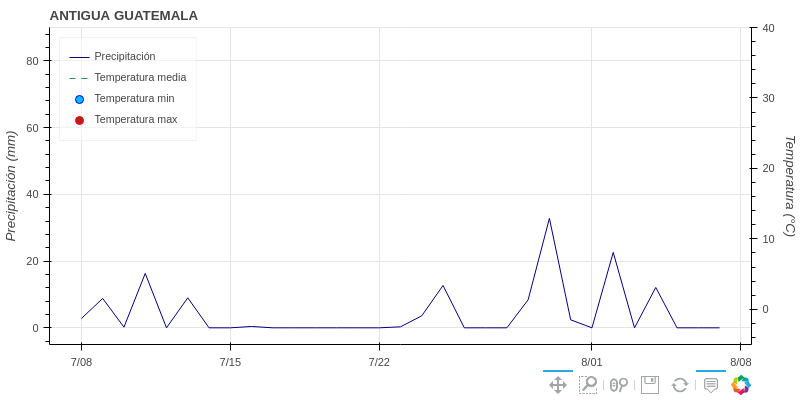 ANTIGUA GUATEMALA
Precipitación
Temperatura media
Temperatura min
Temperatura max
Precipitación (mm)
80
60
40
20
0
Temperatura (°C)
40
30
20
10
0
7/08
7/15
7/22
8/01
8/08